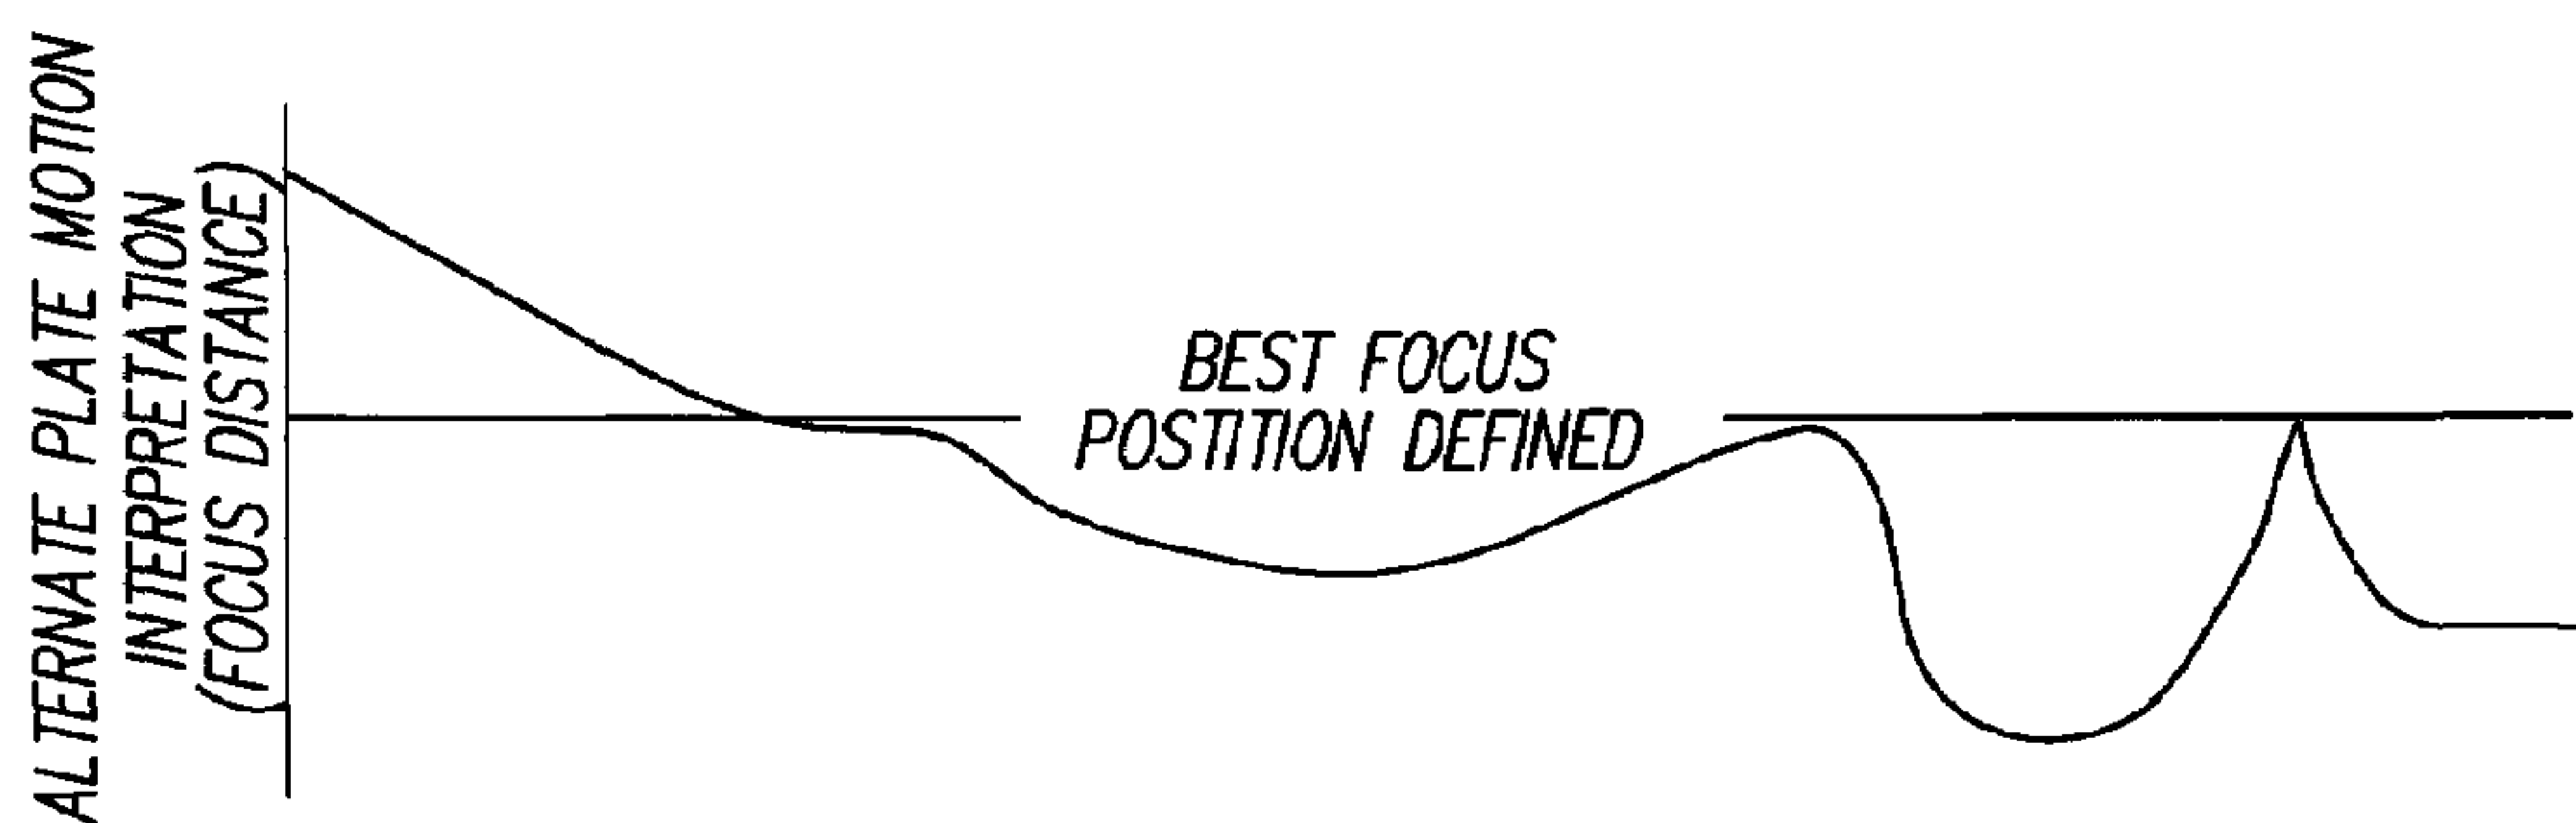 ALTERNATE PLATE MOTION
INTERPRETATION
(FOCUS DISTANCE)
BEST FOCUS
POSTITION DEFINED